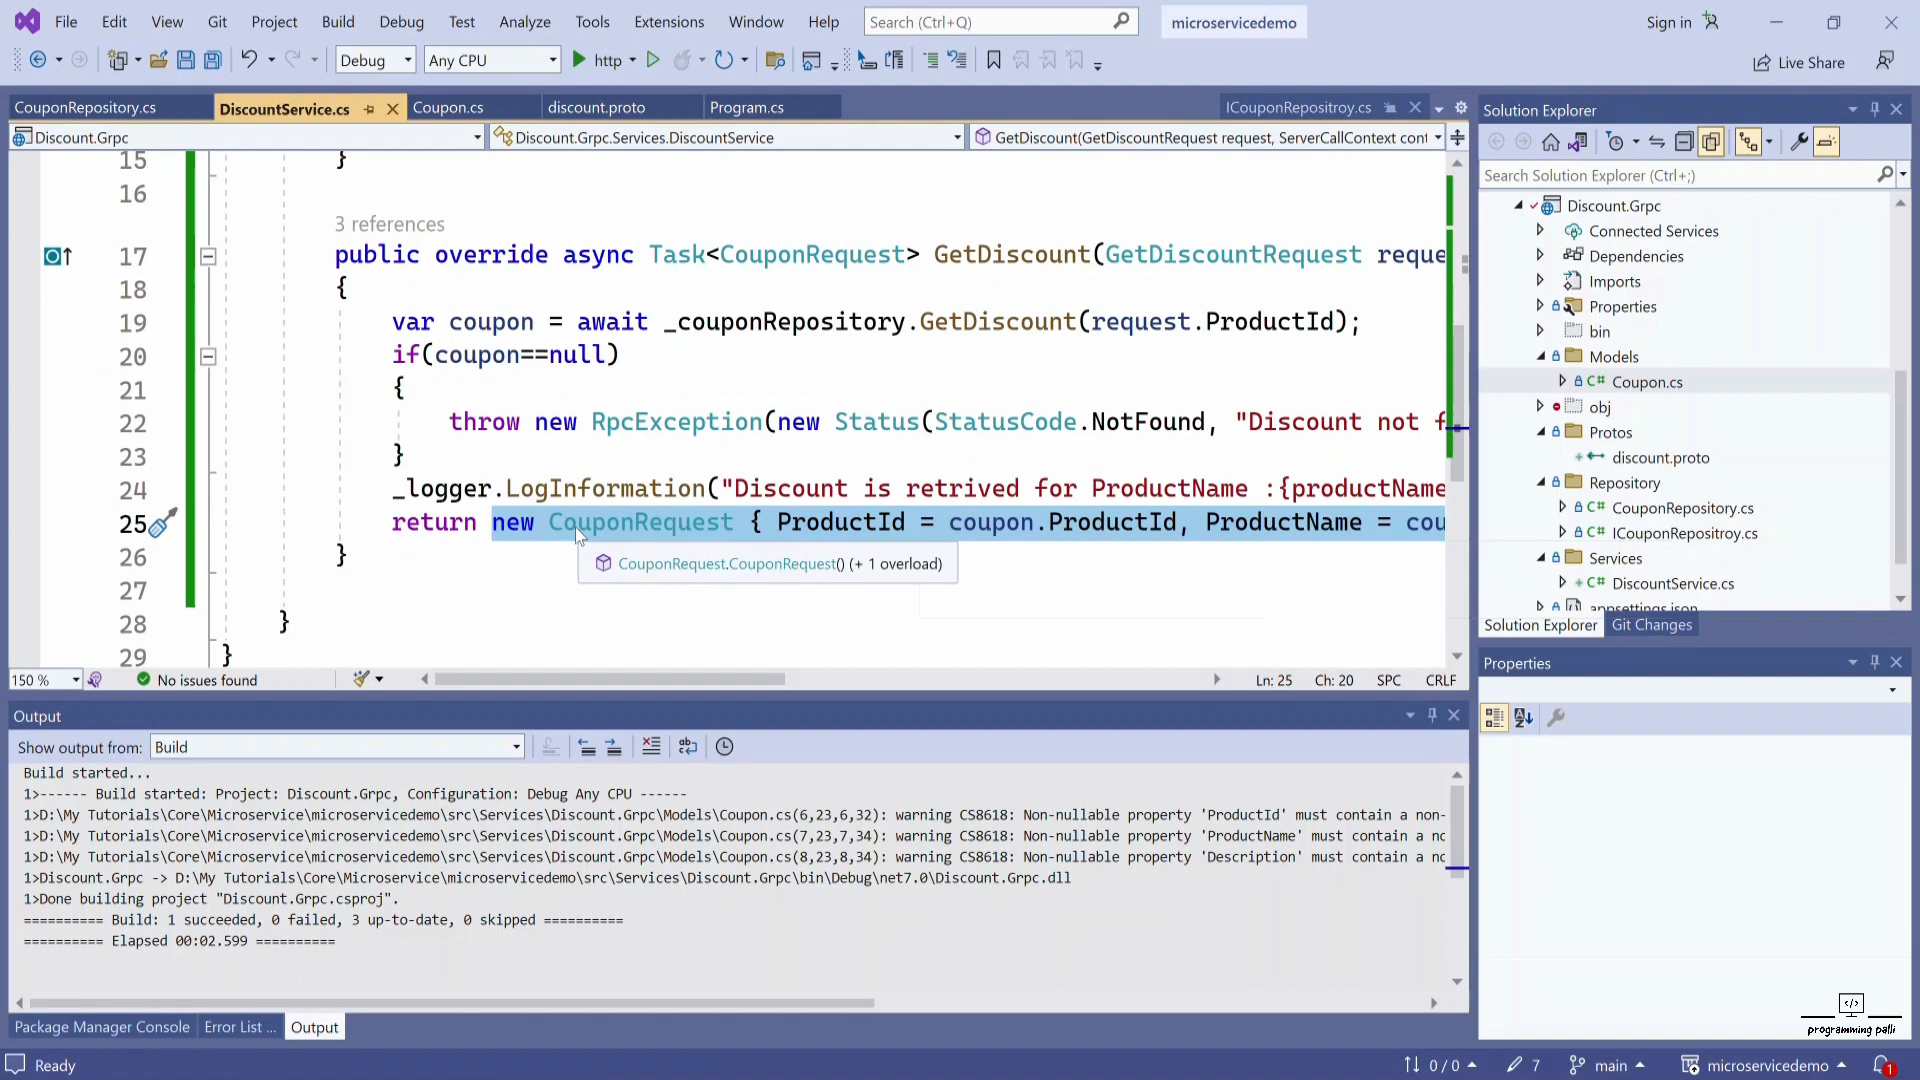 File Edit View Git Project Build Debug Test Analyze Tools Extensions Window Help Search (Ctrl+Q) microservicedemo Sign in
Debug Any CPU http Live Share
CouponRepository.cs DiscountService.cs Coupon.cs discount.proto Program.cs ICouponRepositroy.cs
Discount.Grpc Discount.Grpc.Services.DiscountService GetDiscount(GetDiscountRequest request, ServerCallContext cont
15 }
16
3 references
17 public override async Task<CouponRequest> GetDiscount(GetDiscountRequest reque
18 {
19 var coupon = await _couponRepository.GetDiscount(request.ProductId);
20 if(coupon==null)
21 {
22 throw new RpcException(new Status(StatusCode.NotFound, "Discount not f
23 }
24 _logger.LogInformation("Discount is retrived for ProductName :{productName
25 return new CouponRequest { ProductId = coupon.ProductId, ProductName = cou
26 }
CouponRequest.CouponRequest() (+ 1 overload)
27
28 }
29 }
150 % No issues found Ln: 25 Ch: 20 SPC CRLF
Output
Show output from: Build
Build started...
1>------ Build started: Project: Discount.Grpc, Configuration: Debug Any CPU ------
1>D:\My Tutorials\Core\Microservice\microservicedemo\src\Services\Discount.Grpc\Models\Coupon.cs(6,23,6,32): warning CS8618: Non-nullable property 'ProductId' must contain a non-
1>D:\My Tutorials\Core\Microservice\microservicedemo\src\Services\Discount.Grpc\Models\Coupon.cs(7,23,7,34): warning CS8618: Non-nullable property 'ProductName' must contain a no
1>D:\My Tutorials\Core\Microservice\microservicedemo\src\Services\Discount.Grpc\Models\Coupon.cs(8,23,8,34): warning CS8618: Non-nullable property 'Description' must contain a no
1>Discount.Grpc -> D:\My Tutorials\Core\Microservice\microservicedemo\src\Services\Discount.Grpc\bin\Debug\net7.0\Discount.Grpc.dll
1>Done building project "Discount.Grpc.csproj".
========== Build: 1 succeeded, 0 failed, 3 up-to-date, 0 skipped ==========
========== Elapsed 00:02.599 ==========
Package Manager Console Error List ... Output
Solution Explorer
Search Solution Explorer (Ctrl+;)
Discount.Grpc
Connected Services
Dependencies
Imports
Properties
bin
Models
C# Coupon.cs
obj
Protos
discount.proto
Repository
C# CouponRepository.cs
C# ICouponRepositroy.cs
Services
C# DiscountService.cs
appsettings.json
Solution Explorer Git Changes
Properties
programming palli
Ready 0 / 0 7 main microservicedemo 1